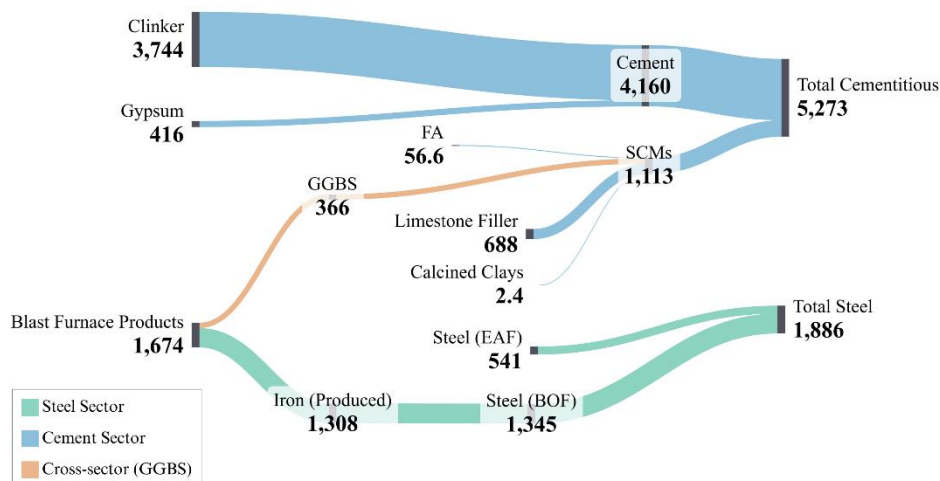 Clinker
3,744
Cement
4,160
Total Cementitious
5,273
Gypsum
416
FA
56.6
SCMs
1,113
GGBS
366
Limestone Filler
688
Calcined Clays
2.4
Blast Furnace Products
1,674
Total Steel
1,886
Steel (EAF)
541
Iron (Produced)
1,308
Steel (BOF)
1,345
Steel Sector
Cement Sector
Cross-sector (GGBS)